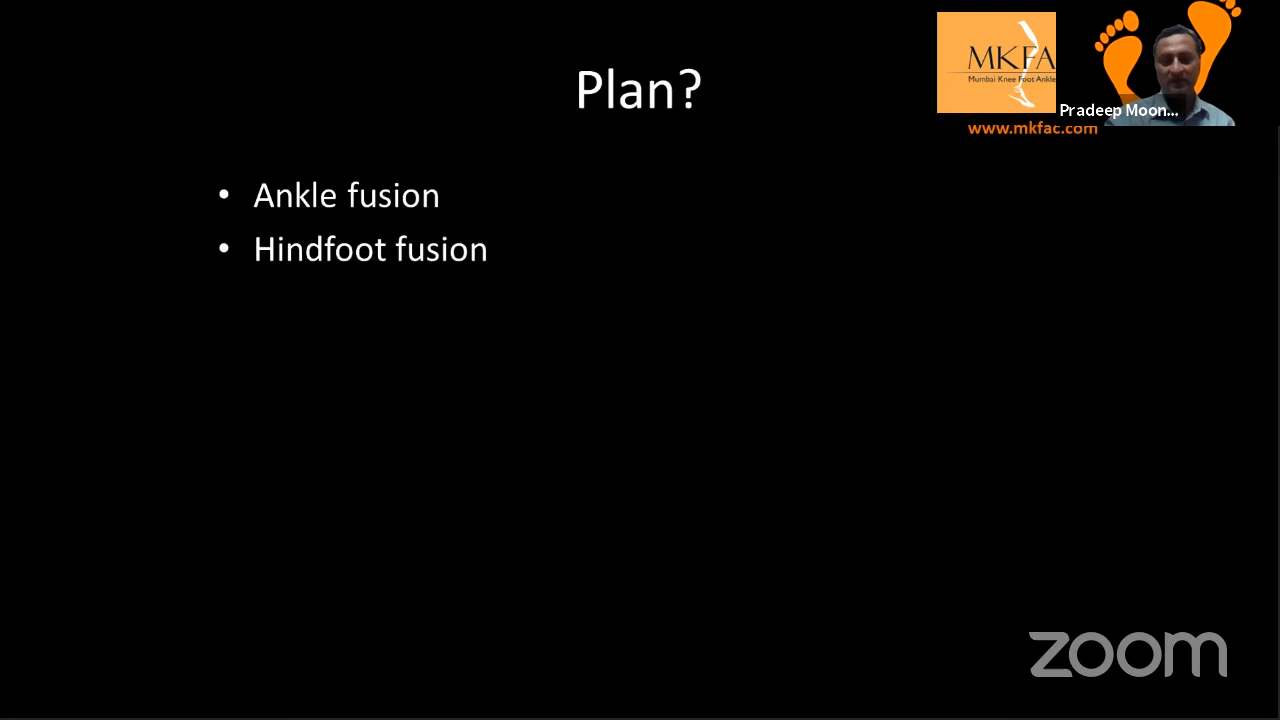 Plan?
MKFA
Mumbai Knee Foot Ankle
Pradeep Moon...
www.mkfac.com
• Ankle fusion
• Hindfoot fusion
zoom